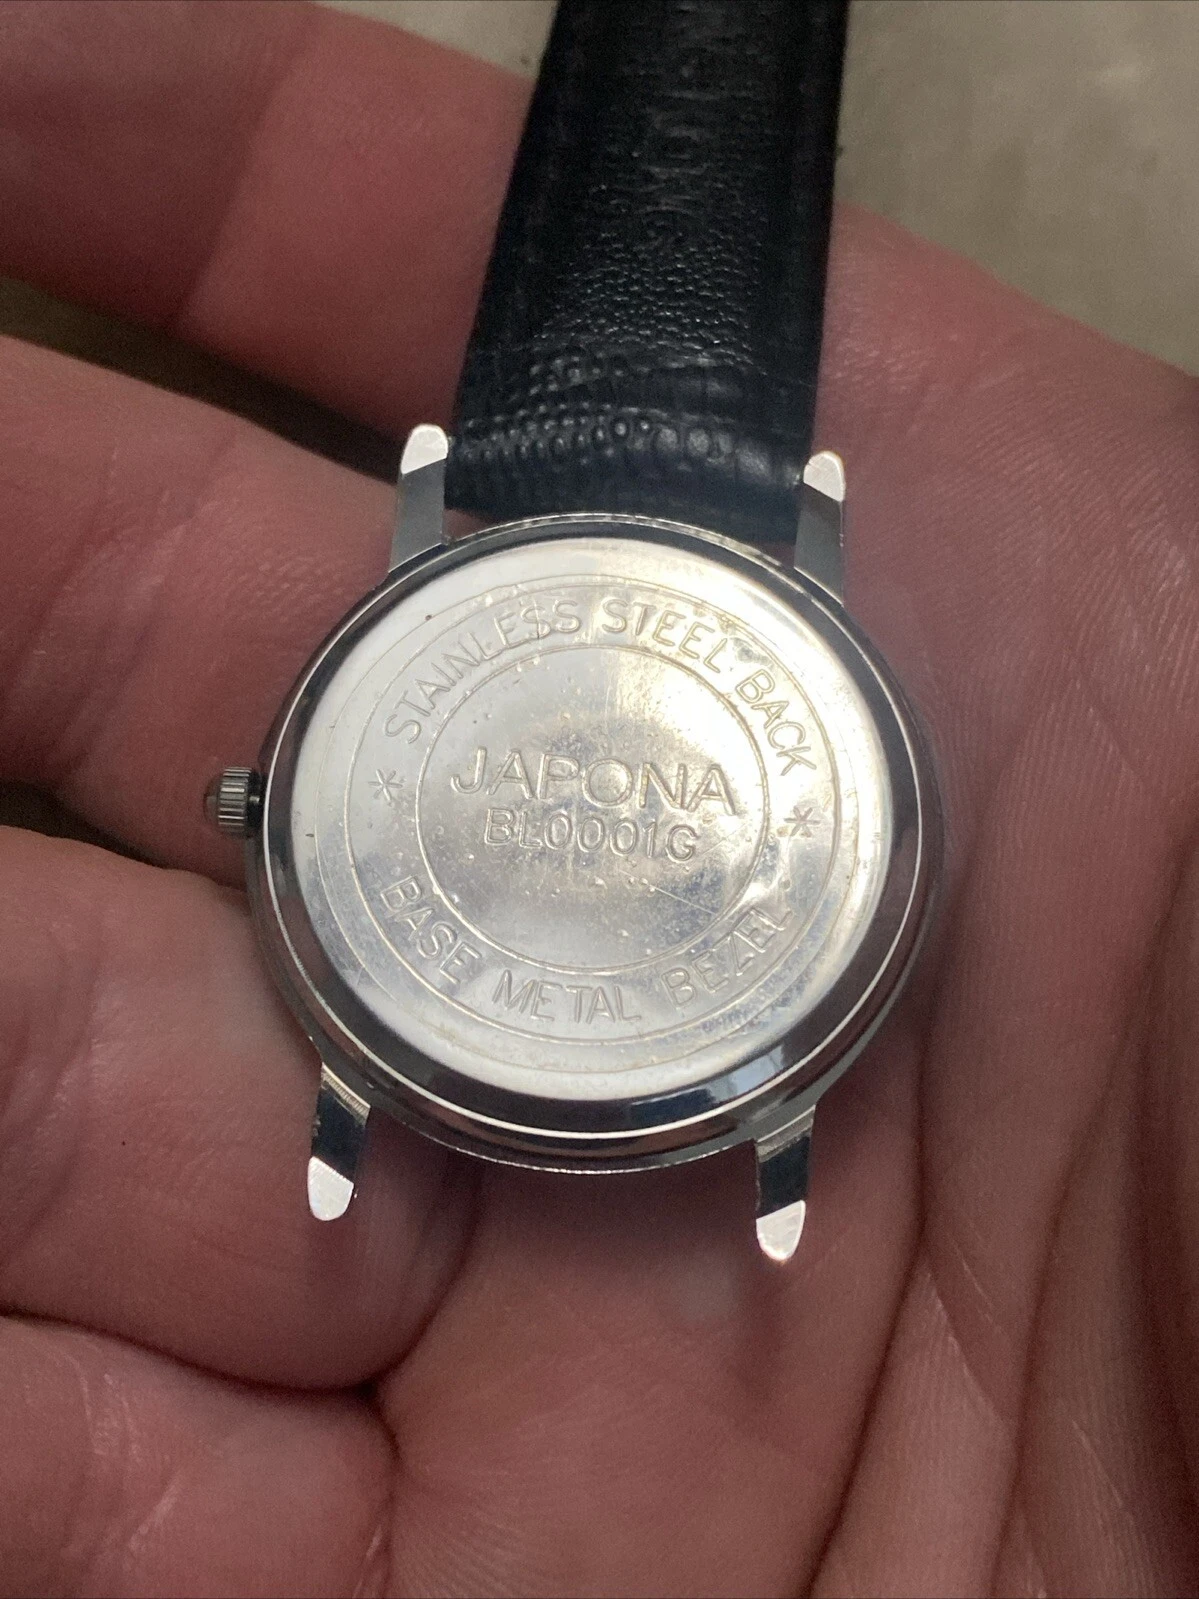 * STAINLESS STEEL BACK *
JAPONA
BL0001G
BASE METAL BEZEL